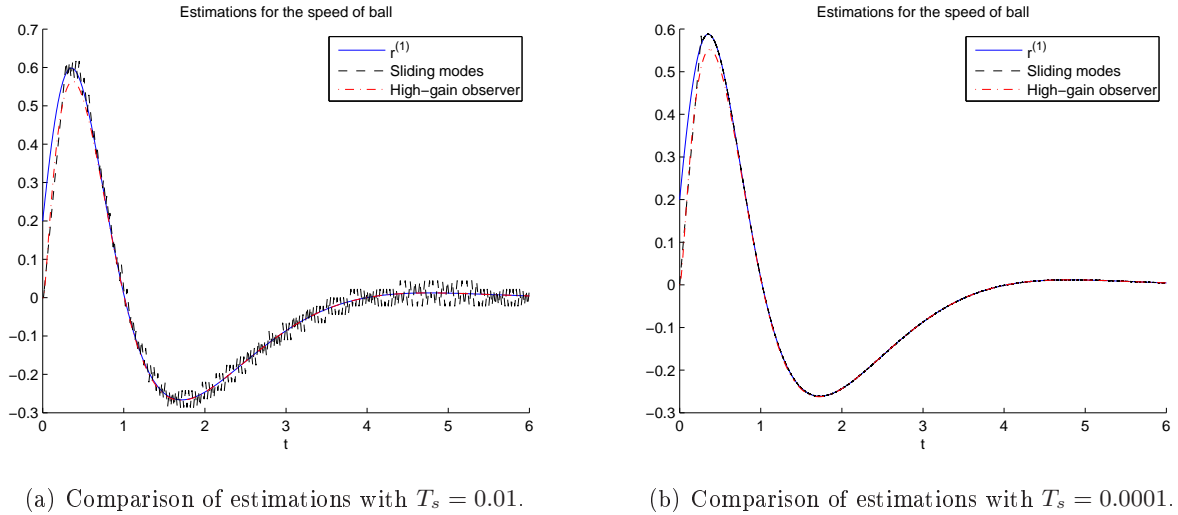 Estimations for the speed of ball
0.7
0.6
0.5
0.4
0.3
0.2
0.1
0
−0.1
−0.2
−0.3
0 1 2 3 4 5 6
t
r(1)
Sliding modes
High−gain observer
(a) Comparison of estimations with Ts = 0.01.
Estimations for the speed of ball
0.6
0.5
0.4
0.3
0.2
0.1
0
−0.1
−0.2
−0.3
0 1 2 3 4 5 6
t
r(1)
Sliding modes
High−gain observer
(b) Comparison of estimations with Ts = 0.0001.